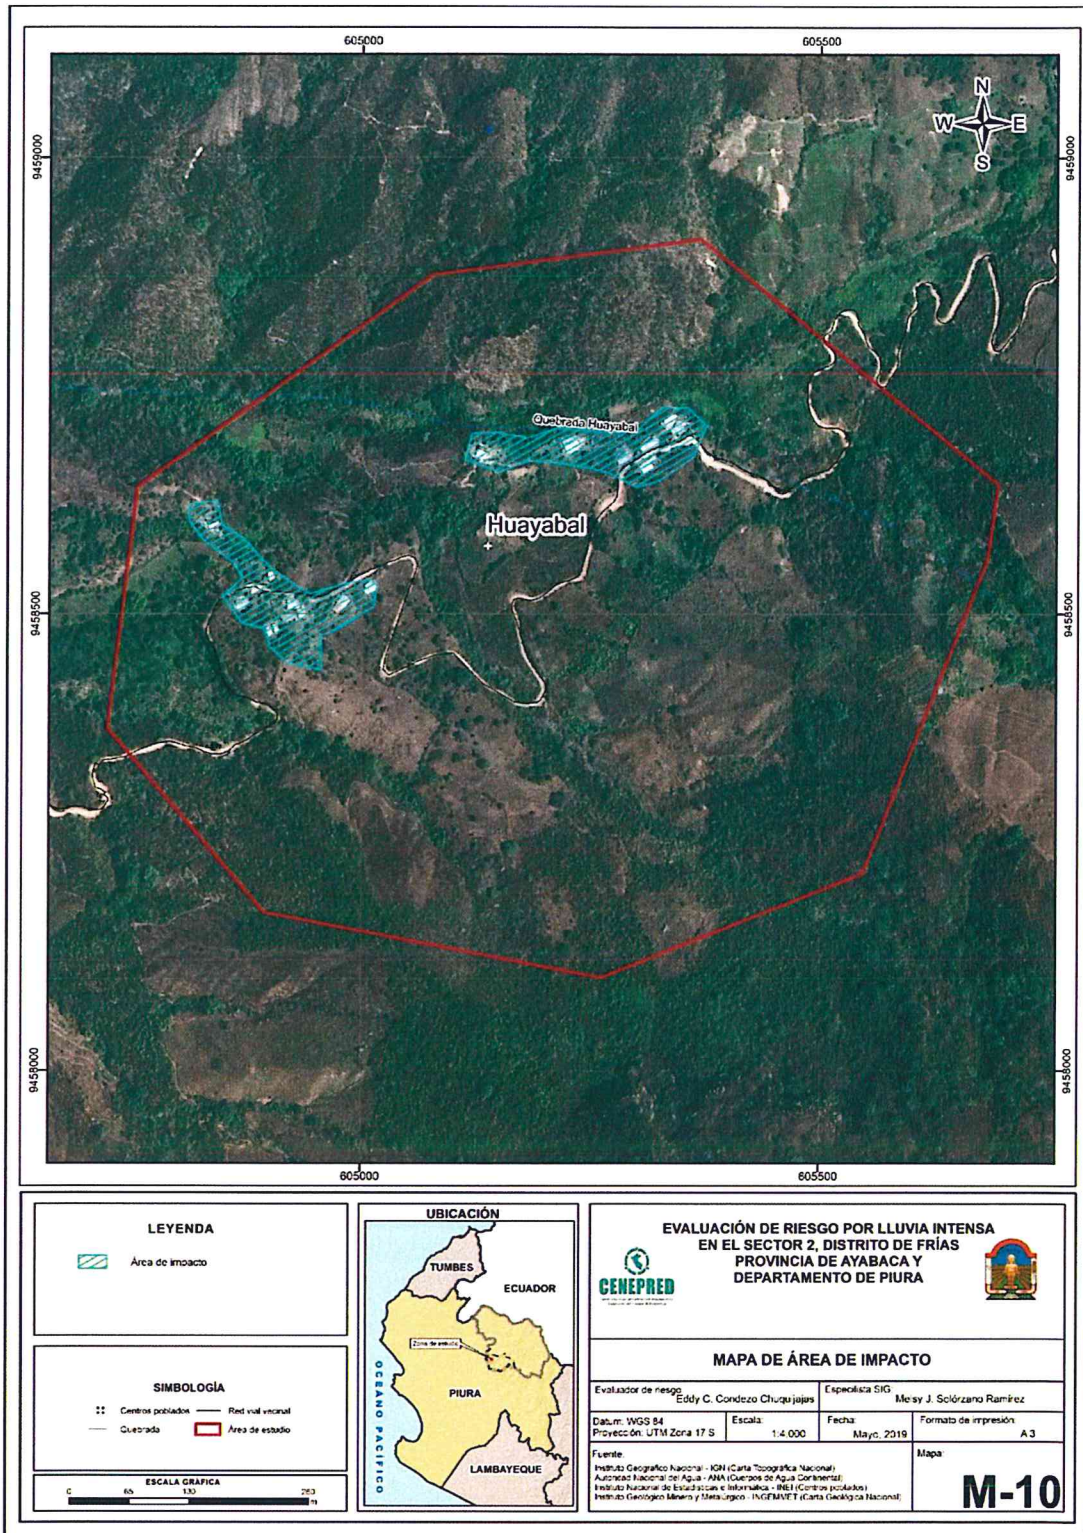 605000
605500
N
W E
S
9459000
9459000
Quebrada Huayabal
Huayabal
9458500
9458500
9458000
9458000
605000
605500
LEYENDA
Área de impacto
SIMBOLOGÍA
Centros poblados
Red vial vecinal
Quebrada
Área de estudio
ESCALA GRÁFICA
0 65 130
m
UBICACIÓN
TUMBES
ECUADOR
Zona de estudio
PIURA
OCEANO PACIFICO
LAMBAYEQUE
EVALUACIÓN DE RIESGO POR LLUVIA INTENSA
EN EL SECTOR 2, DISTRITO DE FRÍAS
PROVINCIA DE AYABACA Y
DEPARTAMENTO DE PIURA
CENEPRED
MAPA DE ÁREA DE IMPACTO
Evaluador de riesgo
Eddy C. Condezo Chuquijajas
Especilista SIG
Meisy J. Solórzano Ramírez
Datum: WGS 84
Proyección: UTM Zona 17 S
Escala:
1:4.000
Fecha:
Mayo, 2019
Formato de impresión:
A 3
Fuente:
Instituto Geografico Nacional - IGN (Carta Topográfica Nacional)
Autoridad Nacional del Agua - ANA (Cuerpos de Agua Continental)
Instituto Nacional de Estadísticas e Informática - INEI (Centros poblados)
Instituto Geológico Minero y Metalúrgico - INGEMMET (Carta Geológica Nacional)
Mapa:
M-10